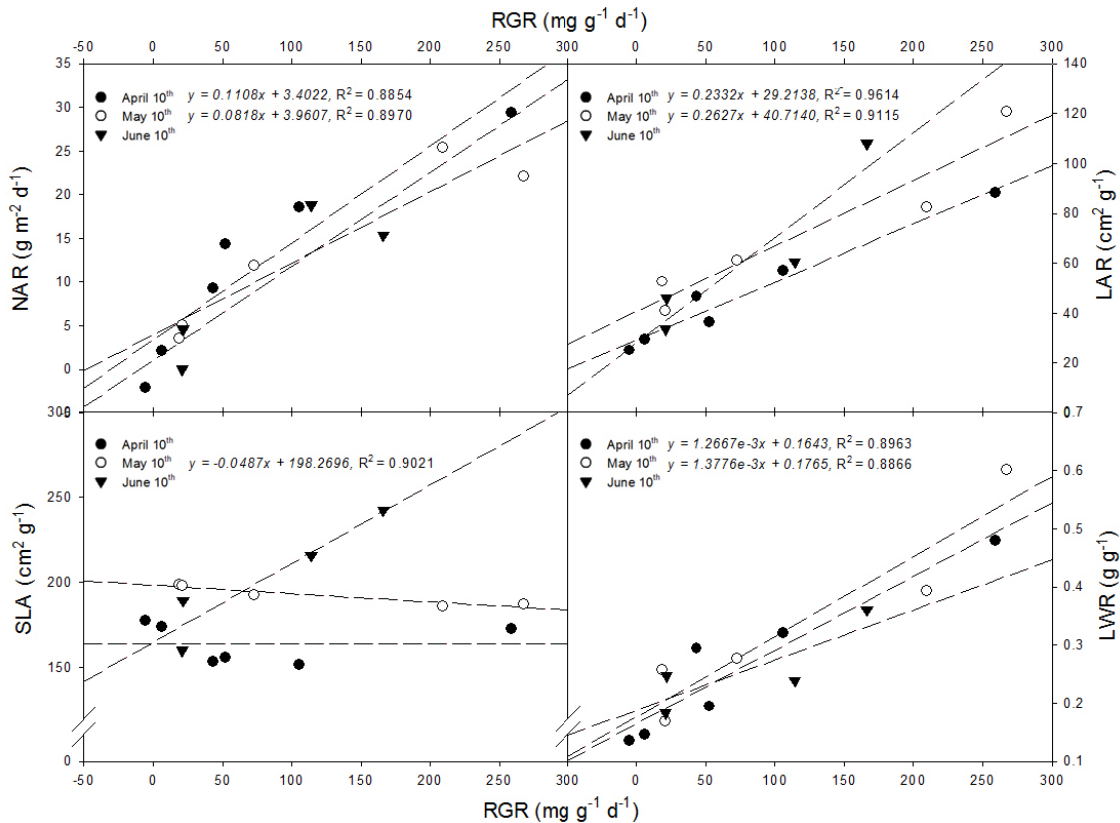 RGR (mg g⁻¹ d⁻¹)
-50 0 50 100 150 200 250 300 0 50 100 150 200 250 300
35
30
25
20
15
10
5
0
NAR (g m⁻² d⁻¹)
April 10th y = 0.1108x + 3.4022, R² = 0.8854
May 10th y = 0.0818x + 3.9607, R² = 0.8970
June 10th
April 10th y = 0.2332x + 29.2138, R² = 0.9614
May 10th y = 0.2627x + 40.7140, R² = 0.9115
June 10th
140
120
100
80
60
40
20
LAR (cm² g⁻¹)
300
250
200
150
0
SLA (cm² g⁻¹)
April 10th
May 10th y = -0.0487x + 198.2696, R² = 0.9021
June 10th
April 10th y = 1.2667e-3x + 0.1643, R² = 0.8963
May 10th y = 1.3776e-3x + 0.1765, R² = 0.8866
June 10th
0.7
0.6
0.5
0.4
0.3
0.2
0.1
LWR (g g⁻¹)
-50 0 50 100 150 200 250 300 0 50 100 150 200 250 300
RGR (mg g⁻¹ d⁻¹)